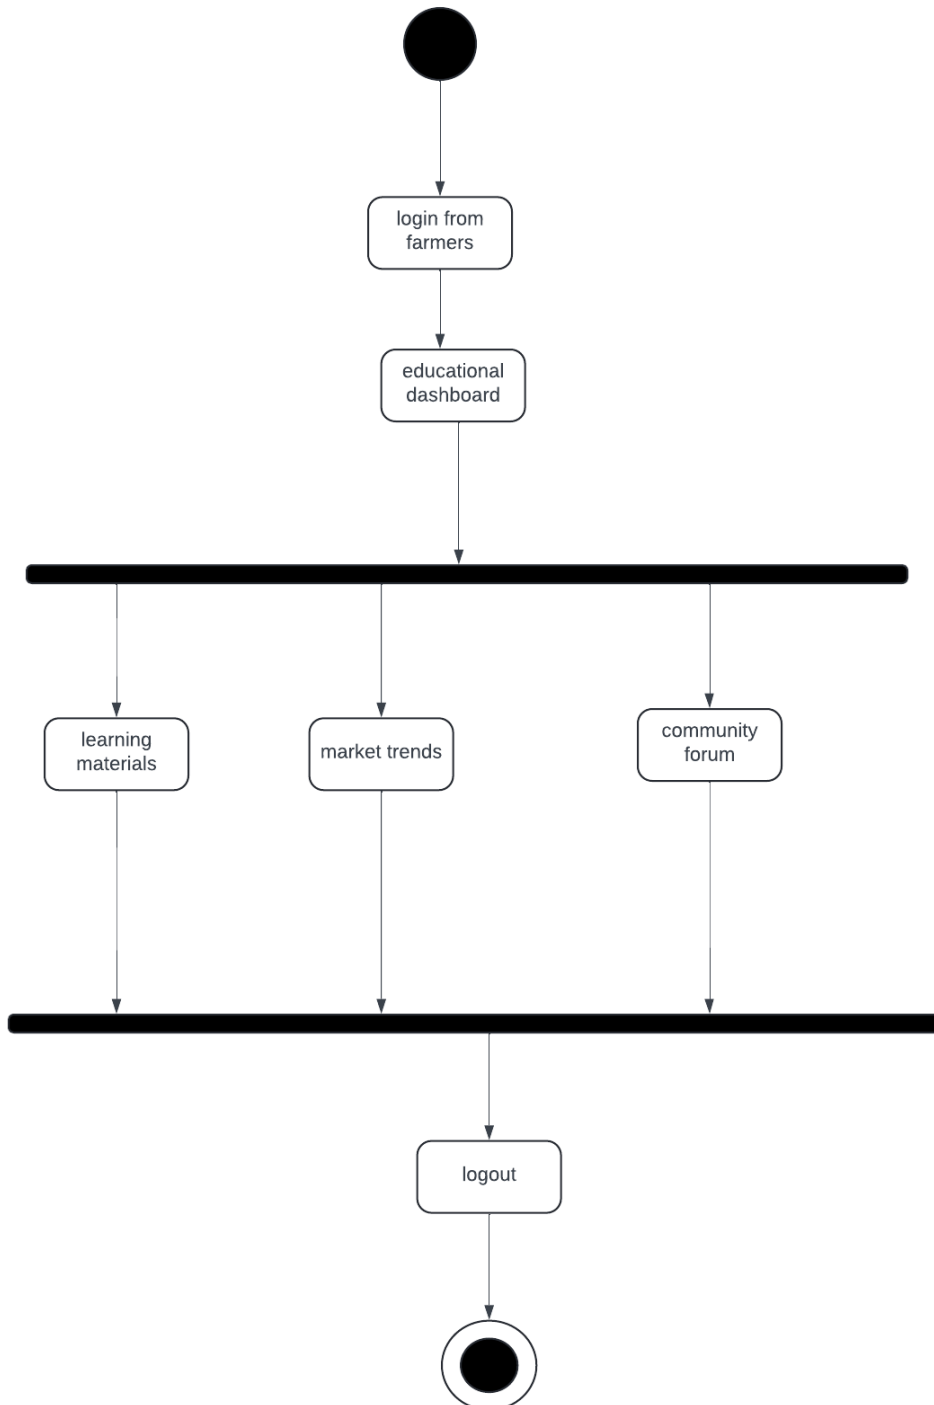 login from
farmers
educational
dashboard
learning
materials
market trends
community
forum
logout